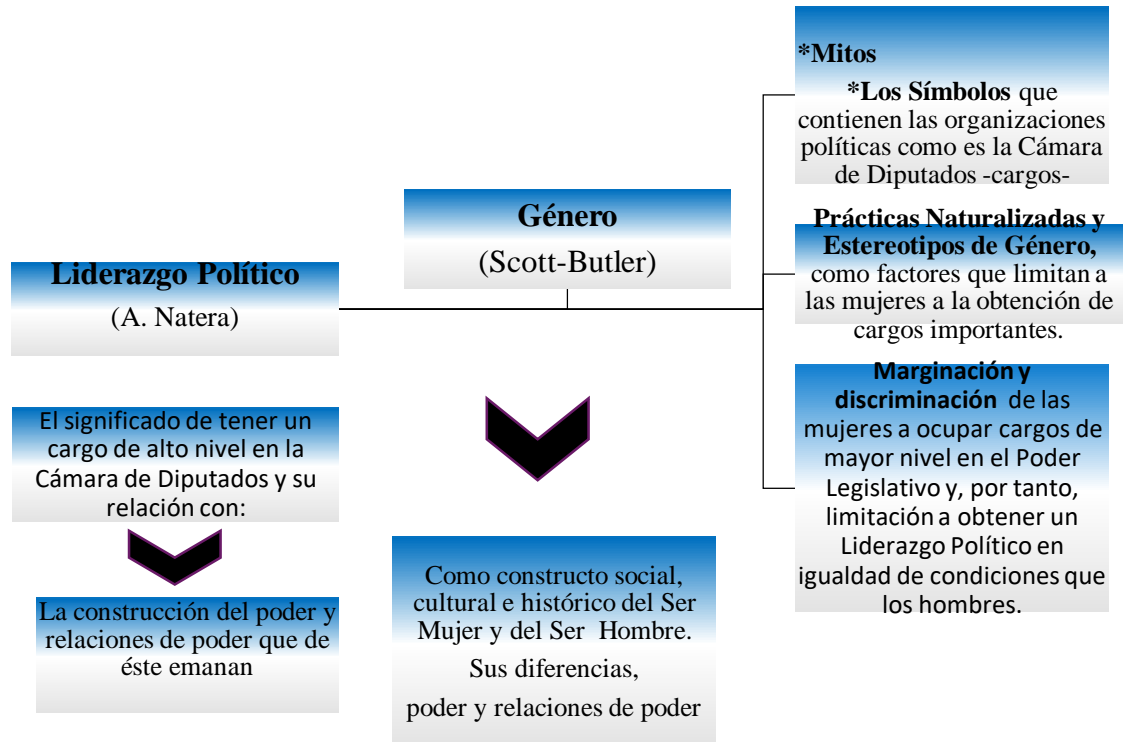 Liderazgo Político
(A. Natera)
El significado de tener un
cargo de alto nivel en la
Cámara de Diputados y su
relación con:
La construcción del poder y
relaciones de poder que de
éste emanan
Género
(Scott-Butler)
Como constructo social,
cultural e histórico del Ser
Mujer y del Ser Hombre.
Sus diferencias,
poder y relaciones de poder
*Mitos
*Los Símbolos que
contienen las organizaciones
políticas como es la Cámara
de Diputados -cargos-
Prácticas Naturalizadas y
Estereotipos de Género,
como factores que limitan a
las mujeres a la obtención de
cargos importantes.
Marginación y
discriminación de las
mujeres a ocupar cargos de
mayor nivel en el Poder
Legislativo y, por tanto,
limitación a obtener un
Liderazgo Político en
igualdad de condiciones que
los hombres.